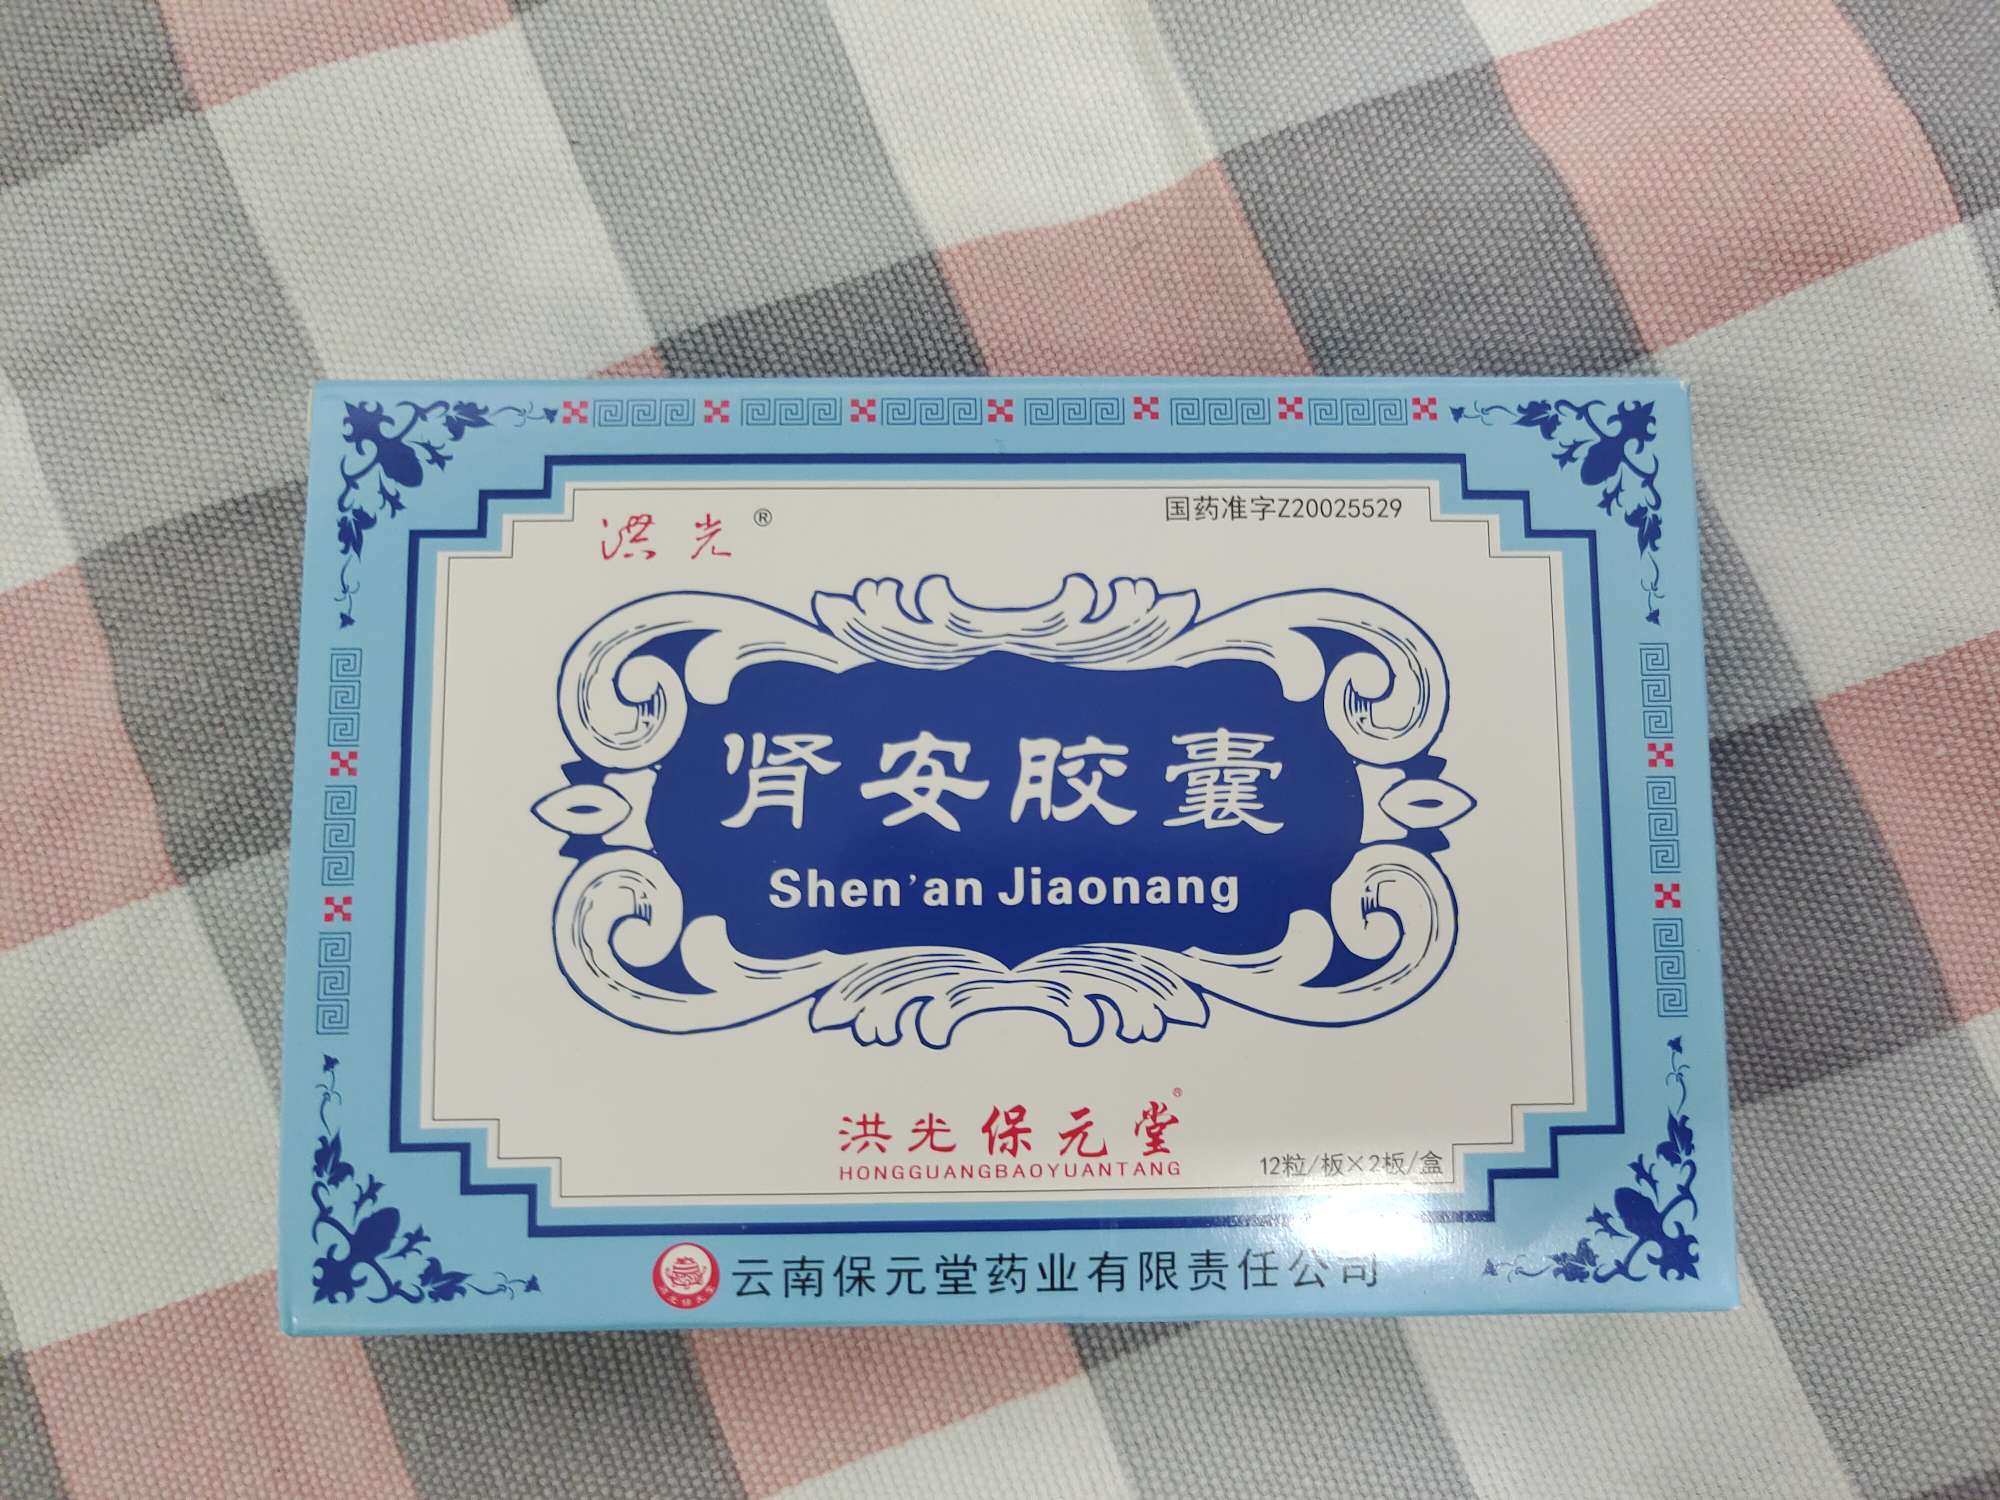 洪光®
国药准字Z20025529
肾安胶囊
Shen'an Jiaonang
洪光保元堂®
HONGGUANGBAOYUANTANG
12粒/板×2板/盒
云南保元堂药业有限责任公司